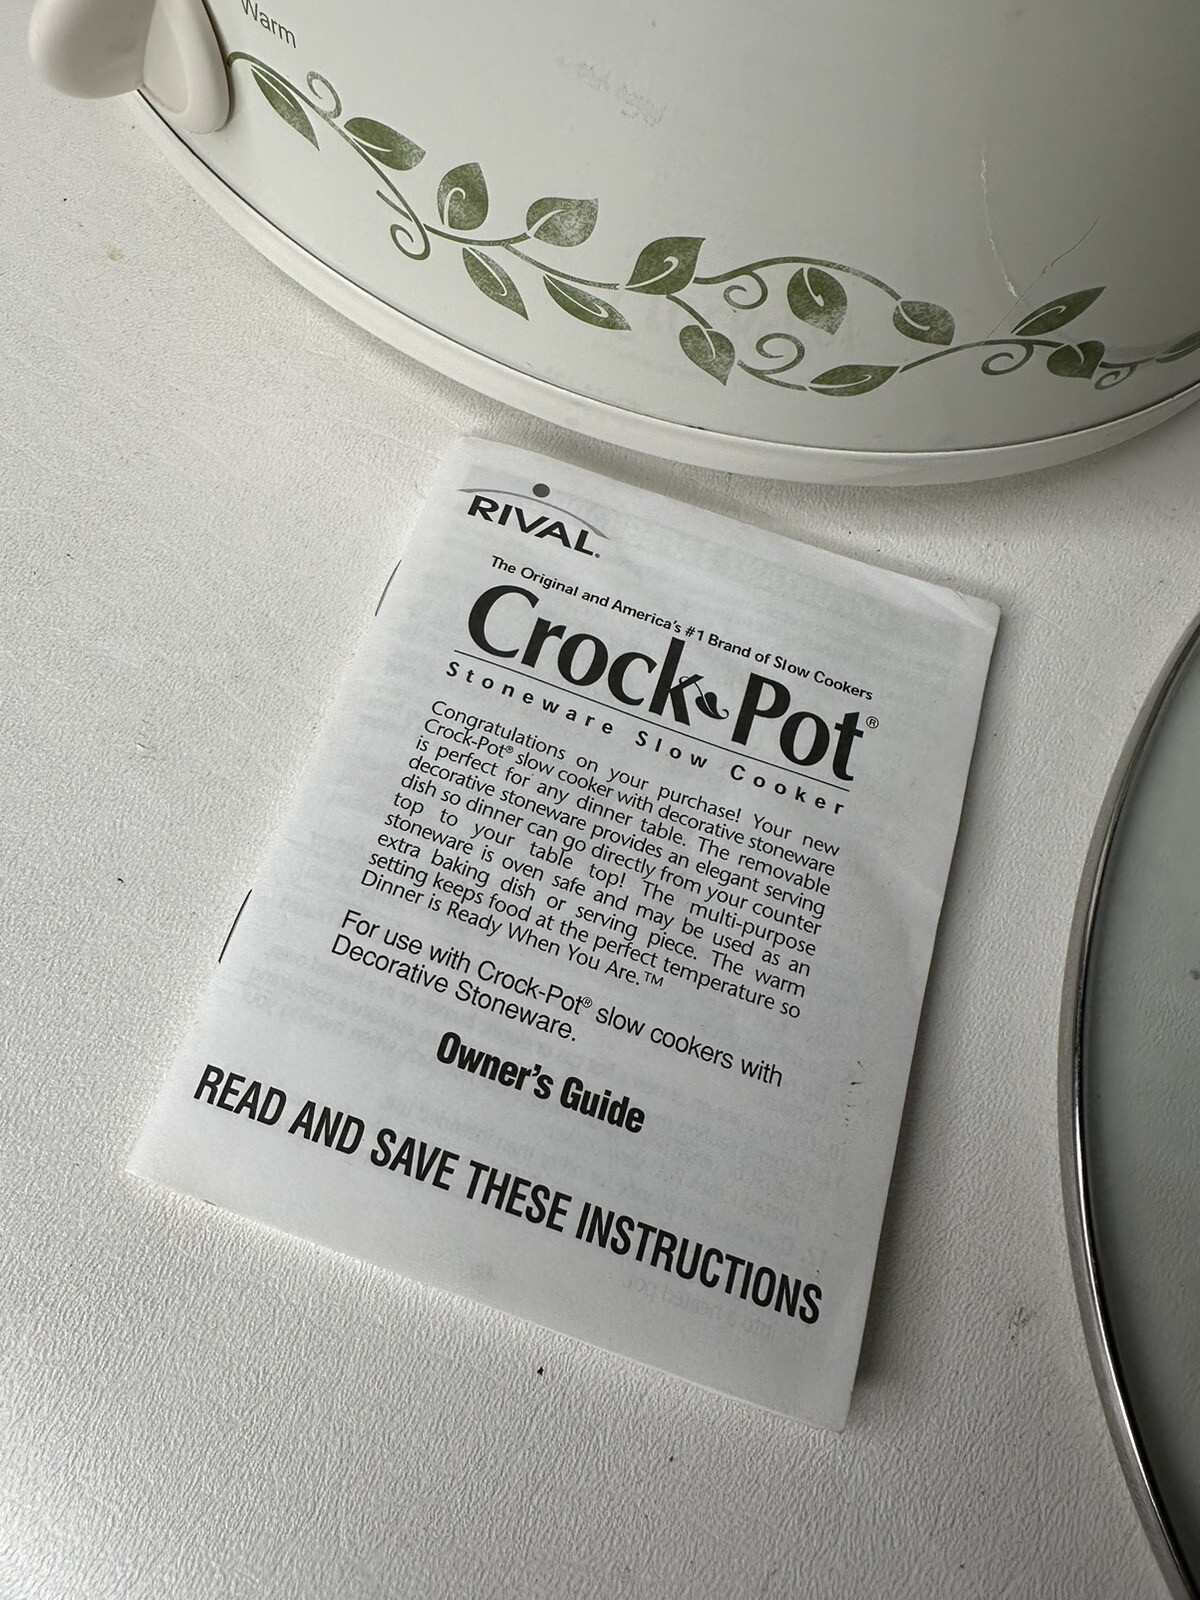 Warm
RIVAL®
The Original and America's #1 Brand of Slow Cookers
Crock-Pot®
Stoneware Slow Cooker
Congratulations on your purchase! Your new
Crock-Pot® slow cooker with decorative stoneware
is perfect for any dinner table. The removable
decorative stoneware provides an elegant serving
dish so dinner can go directly from your counter
top to your table top! The multi-purpose
stoneware is oven safe and may be used as an
extra baking dish or serving piece. The warm
setting keeps food at the perfect temperature so
Dinner is Ready When You Are.™
For use with Crock-Pot® slow cookers with
Decorative Stoneware.
Owner's Guide
READ AND SAVE THESE INSTRUCTIONS